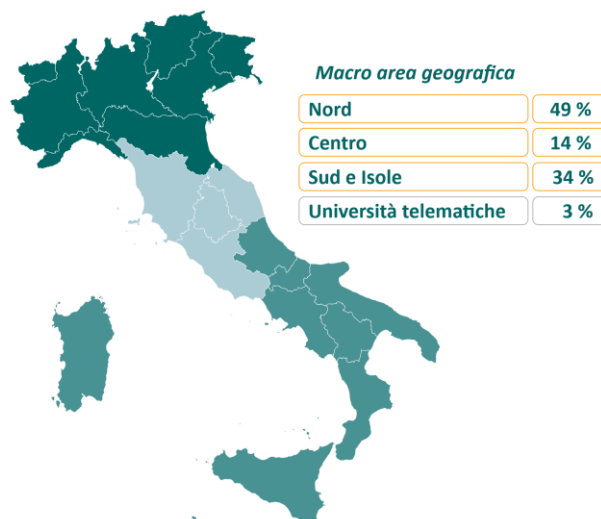 Macro area geografica
Nord 49 %
Centro 14 %
Sud e Isole 34 %
Università telematiche 3 %